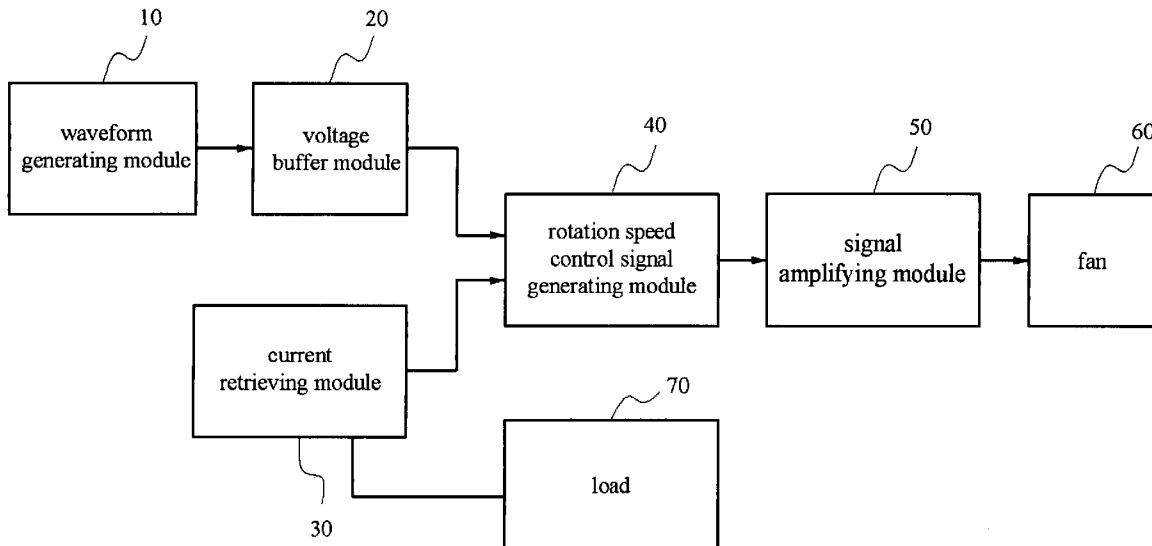 10
20
waveform
generating module
voltage
buffer module
40
50
60
rotation speed
control signal
generating module
signal
amplifying module
fan
current
retrieving module
70
load
30